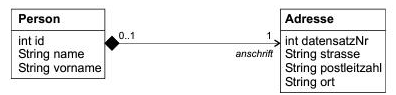 Person
int id
String name
String vorname
0..1
1
anschrift
Adresse
int datensatzNr
String strasse
String postleitzahl
String ort